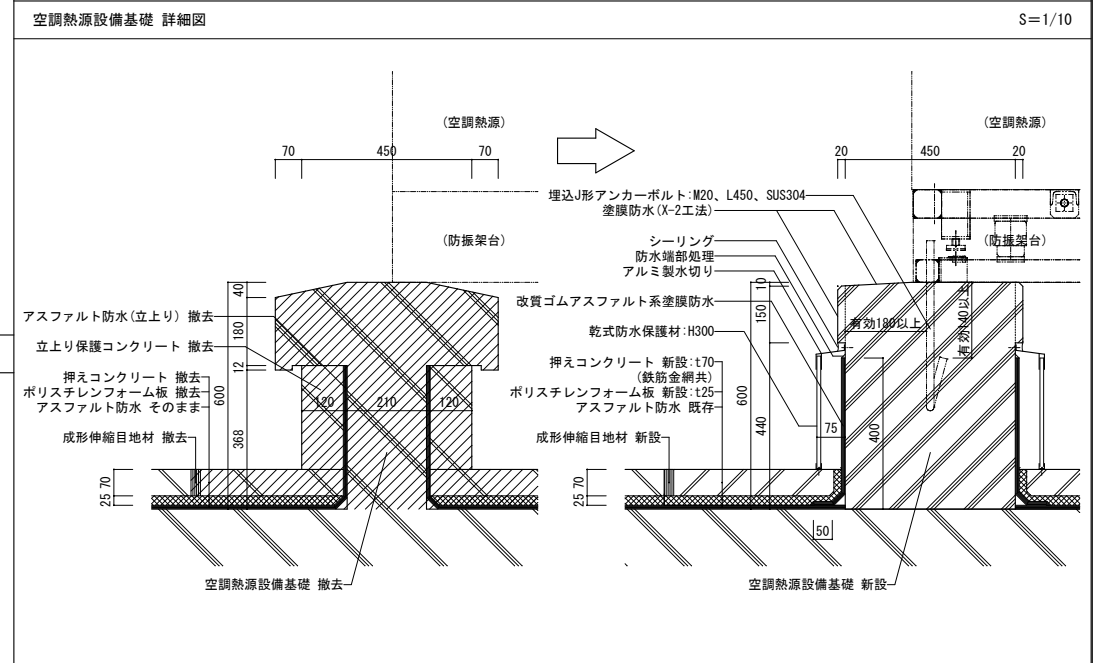 空調熱源設備基礎 詳細図
S=1/10
(空調熱源)
70 450 70
(防振架台)
40
180
12
368
600
アスファルト防水(立上り) 撤去
立上り保護コンクリート 撤去
押えコンクリート 撤去
ポリスチレンフォーム板 撤去
アスファルト防水 そのまま
成形伸縮目地材 撤去
120 210 120
70
25
空調熱源設備基礎 撤去
(空調熱源)
20 450 20
埋込J形アンカーボルト:M20、L450、SUS304
塗膜防水(X-2工法)
(防振架台)
シーリング
防水端部処理
アルミ製水切り
改質ゴムアスファルト系塗膜防水
乾式防水保護材:H300
押えコンクリート 新設:t70
(鉄筋金網共)
ポリスチレンフォーム板 新設:t25
アスファルト防水 既存
成形伸縮目地材 新設
10
150
440
600
有効180以上
有効140以上
75
400
70
25
50
空調熱源設備基礎 新設